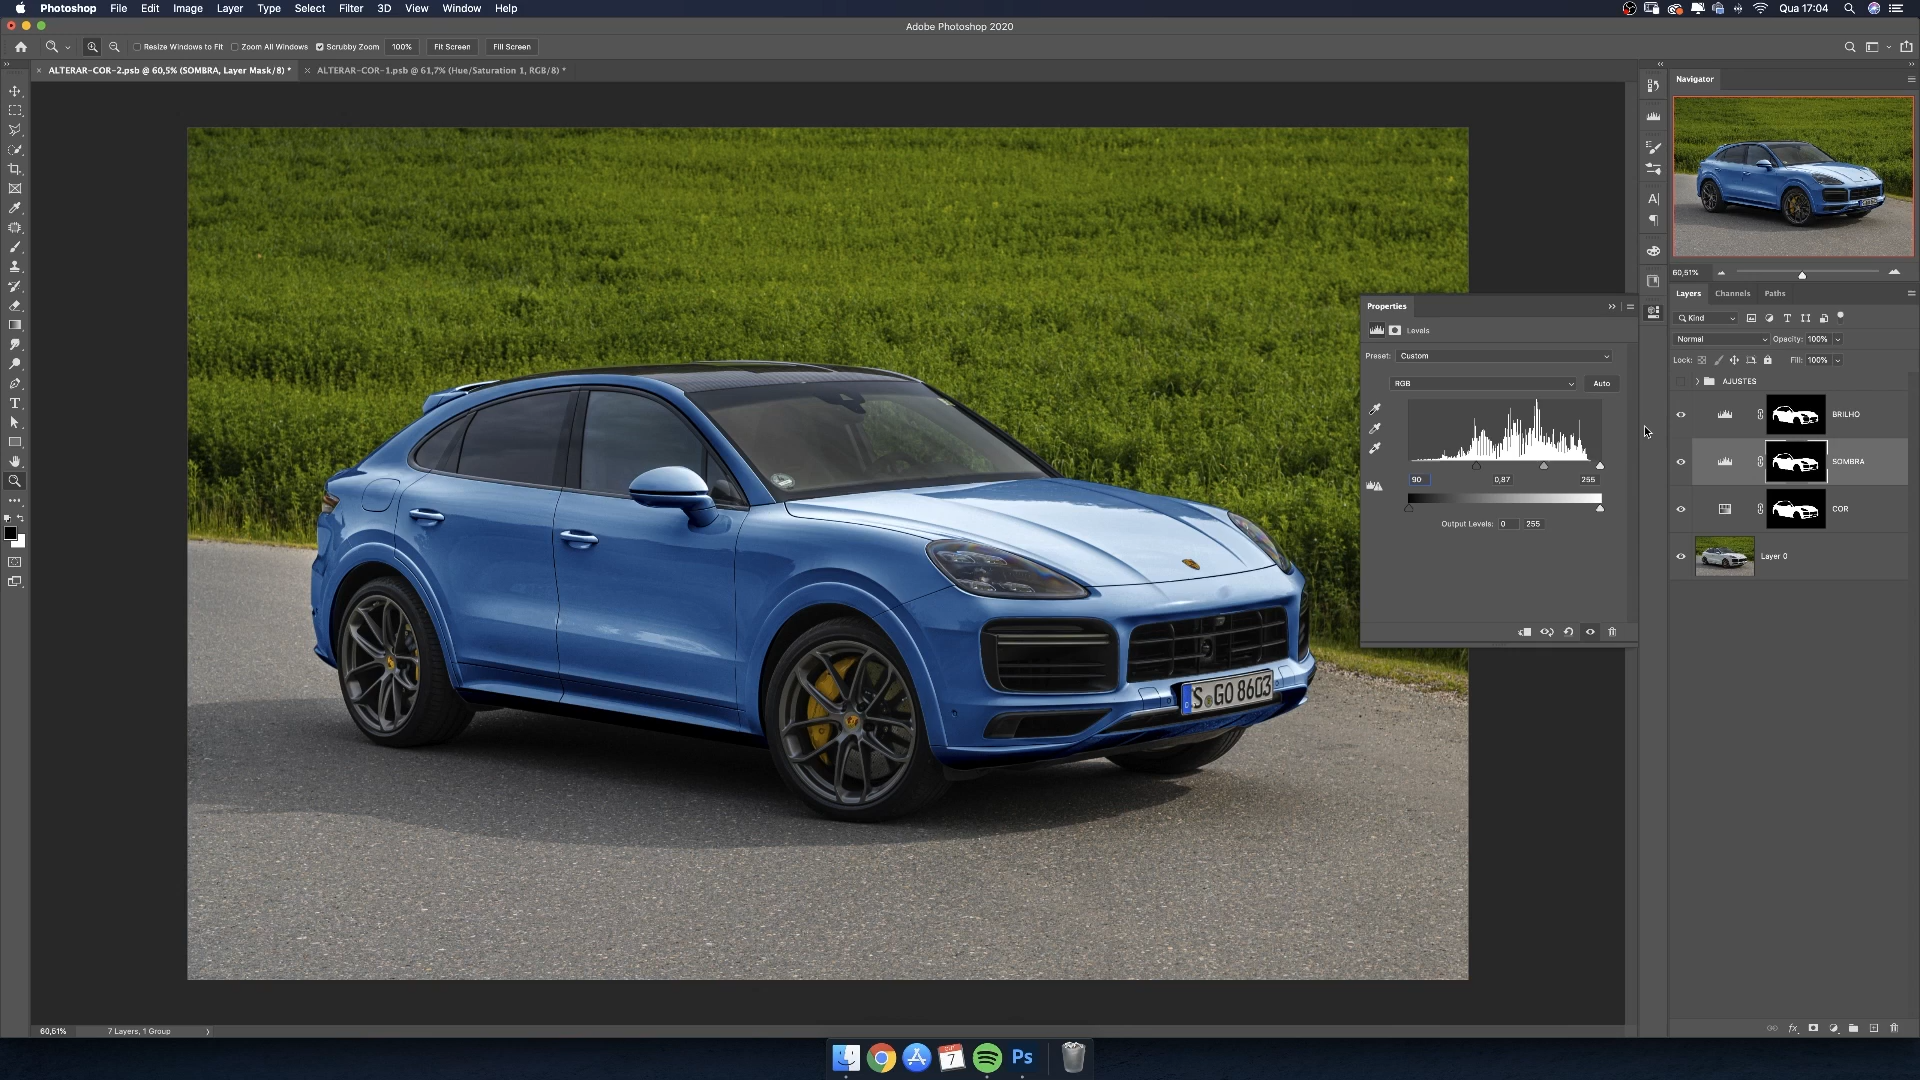 Photoshop File Edit Image Layer Type Select Filter 3D View Window Help
Qua 17:04
Adobe Photoshop 2020
Resize Windows to Fit Zoom All Windows Scrubby Zoom 100% Fit Screen Fill Screen
ALTERAR-COR-2.psb @ 60,5% (SOMBRA, Layer Mask/8) *
ALTERAR-COR-1.psb @ 61,7% (Hue/Saturation 1, RGB/8) *
Navigator
60,51%
Layers Channels Paths
Kind
Normal Opacity: 100%
Lock: Fill: 100%
AJUSTES
BRILHO
SOMBRA
COR
Layer 0
Properties
Levels
Preset: Custom
RGB Auto
90 0,87 255
Output Levels: 0 255
S GO 8603
60,51% 7 Layers, 1 Group
7
Ps